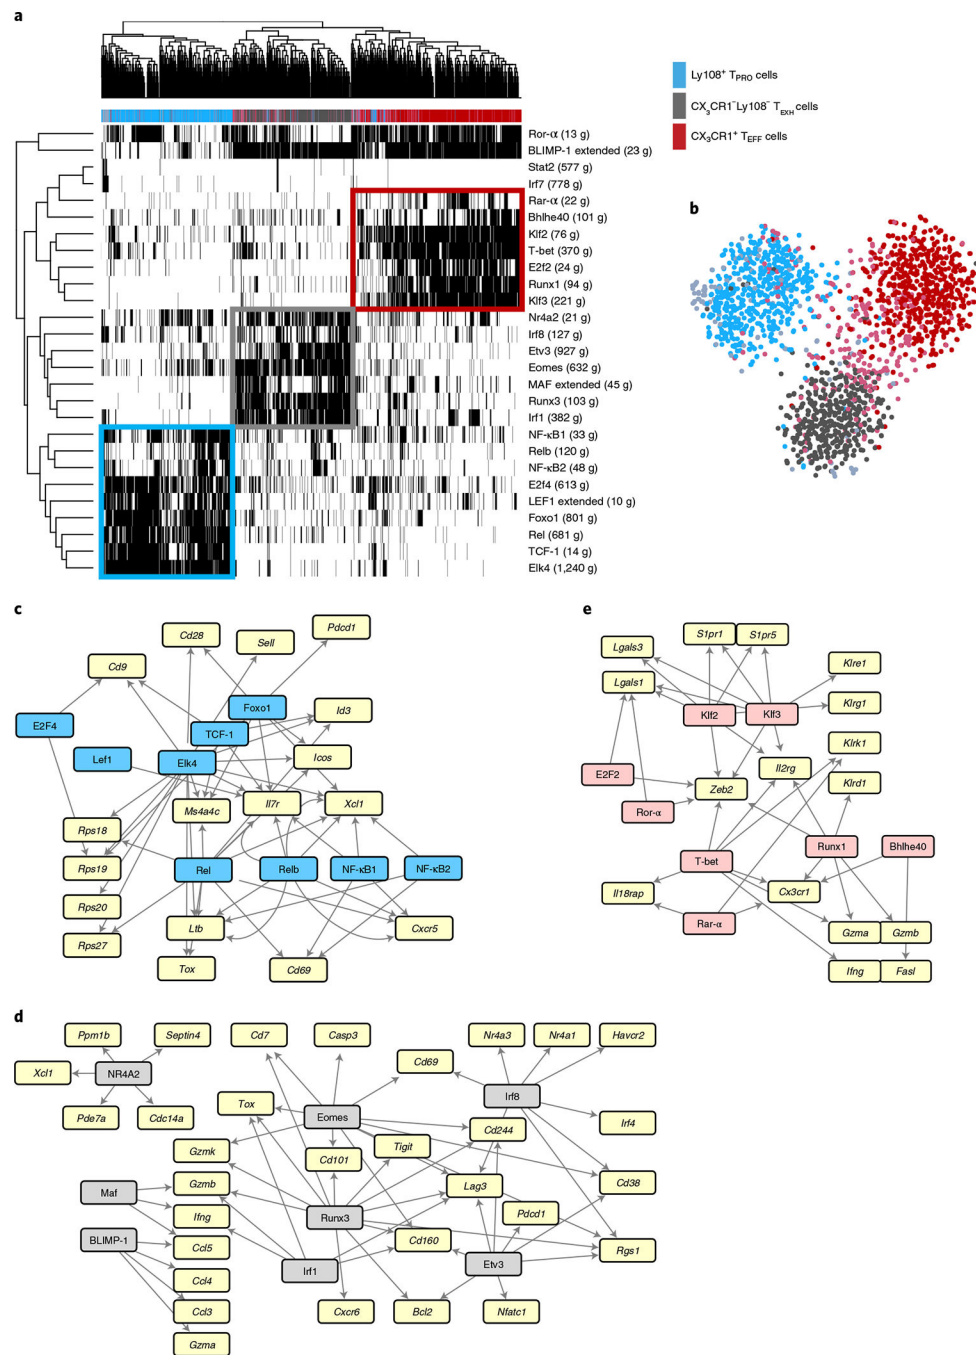 a
Ly108⁺ T_PRO cells
CX₃CR1⁻Ly108⁻ T_EXH cells
CX₃CR1⁺ T_EFF cells
Ror-α (13 g)
BLIMP-1 extended (23 g)
Stat2 (577 g)
Irf7 (778 g)
Rar-α (22 g)
Bhlhe40 (101 g)
Klf2 (76 g)
T-bet (370 g)
E2f2 (24 g)
Runx1 (94 g)
Klf3 (221 g)
Nr4a2 (21 g)
Irf8 (127 g)
Etv3 (927 g)
Eomes (632 g)
MAF extended (45 g)
Runx3 (103 g)
Irf1 (382 g)
NF-κB1 (33 g)
Relb (120 g)
NF-κB2 (48 g)
E2f4 (613 g)
LEF1 extended (10 g)
Foxo1 (801 g)
Rel (681 g)
TCF-1 (14 g)
Elk4 (1,240 g)
b
c
Cd28
Sell
Pdcd1
Cd9
E2F4
Foxo1
Id3
TCF-1
Lef1
Elk4
Icos
Ms4a4c
Il7r
Xcl1
Rps18
Rps19
Rel
Relb
NF-κB1
NF-κB2
Rps20
Rps27
Ltb
Cxcr5
Tox
Cd69
e
Lgals3
S1pr1
S1pr5
Klre1
Lgals1
Klf2
Klf3
Klrg1
Klrk1
E2F2
Il2rg
Zeb2
Klrd1
Ror-α
T-bet
Runx1
Bhlhe40
Il18rap
Cx3cr1
Rar-α
Gzma
Gzmb
Ifng
Fasl
d
Ppm1b
Septin4
Cd7
Casp3
Nr4a3
Nr4a1
Havcr2
Xcl1
NR4A2
Cd69
Pde7a
Cdc14a
Tox
Eomes
Irf8
Irf4
Gzmk
Cd101
Tigit
Cd244
Maf
Gzmb
Lag3
Cd38
Ifng
Runx3
Pdcd1
BLIMP-1
Ccl5
Cd160
Rgs1
Ccl4
Irf1
Etv3
Ccl3
Cxcr6
Bcl2
Nfatc1
Gzma